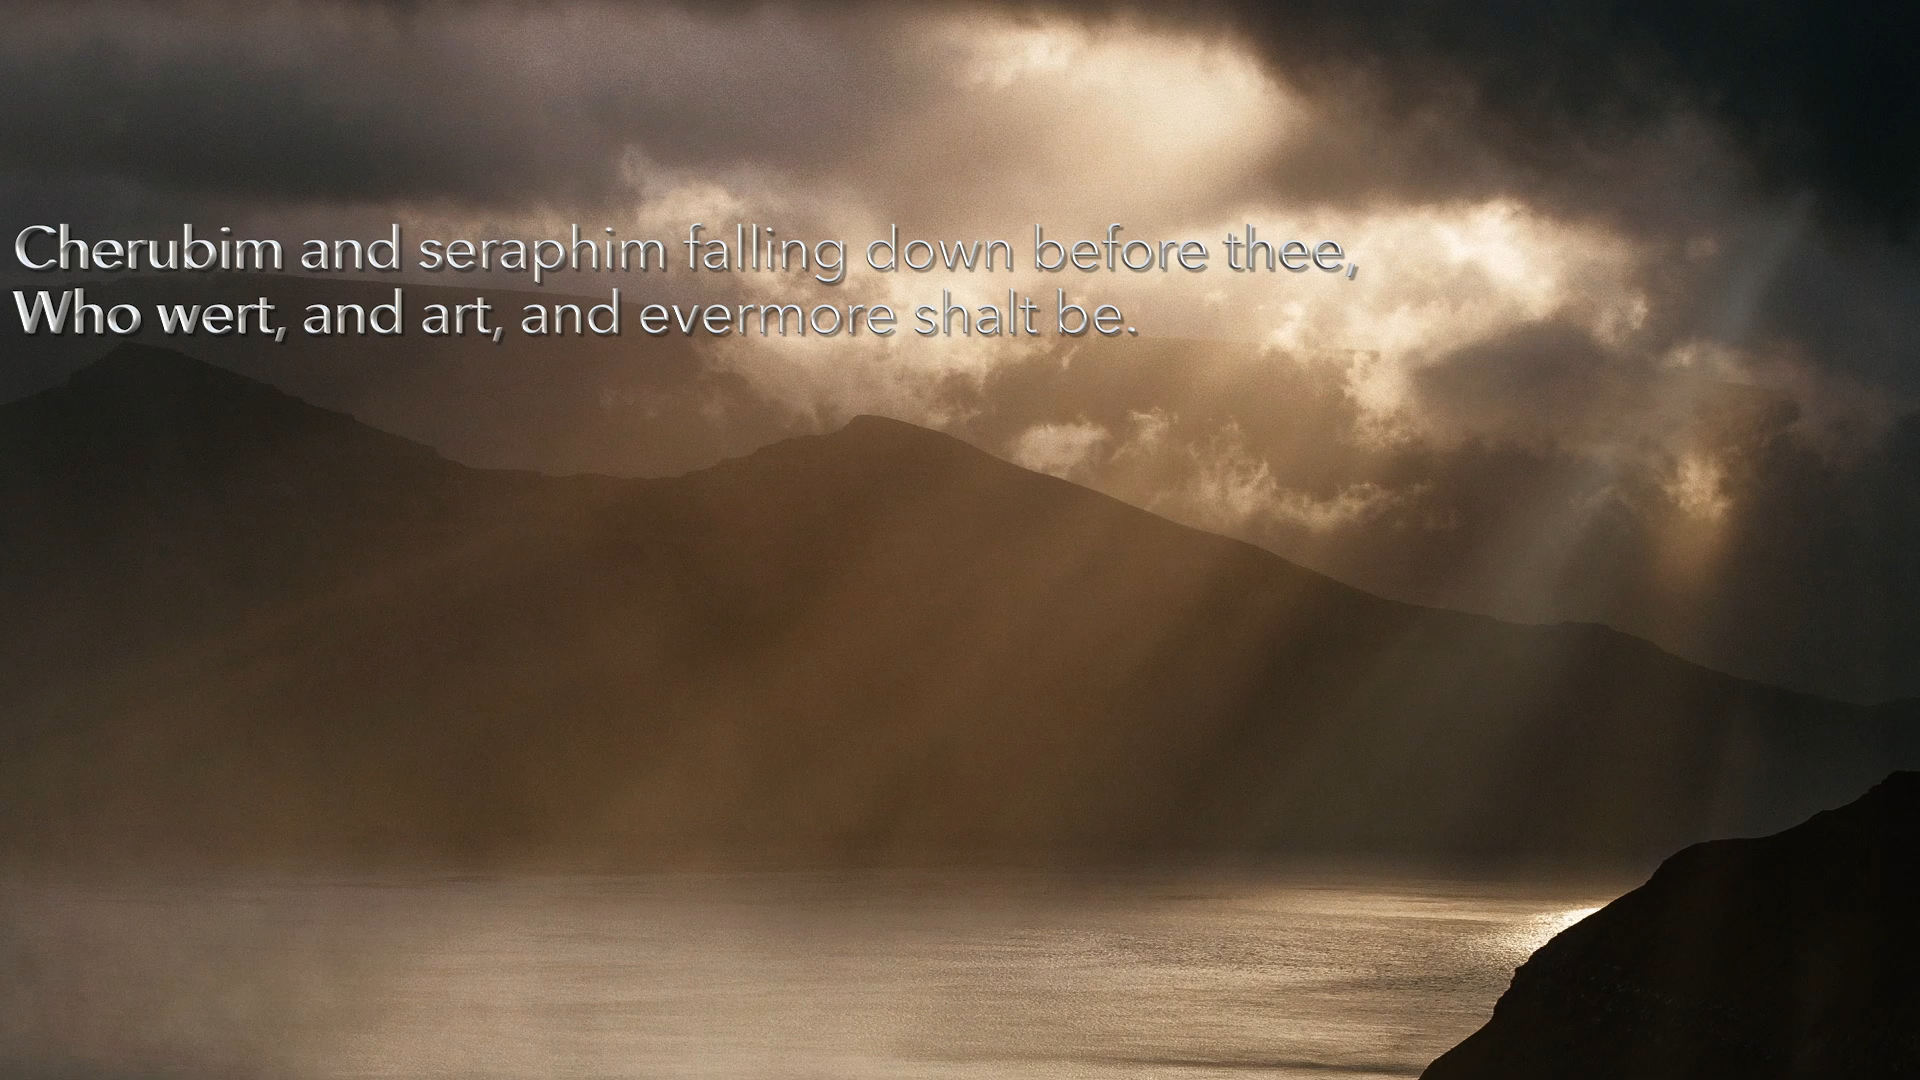 Cherubim and seraphim falling down before thee,
Who wert, and art, and evermore shalt be.